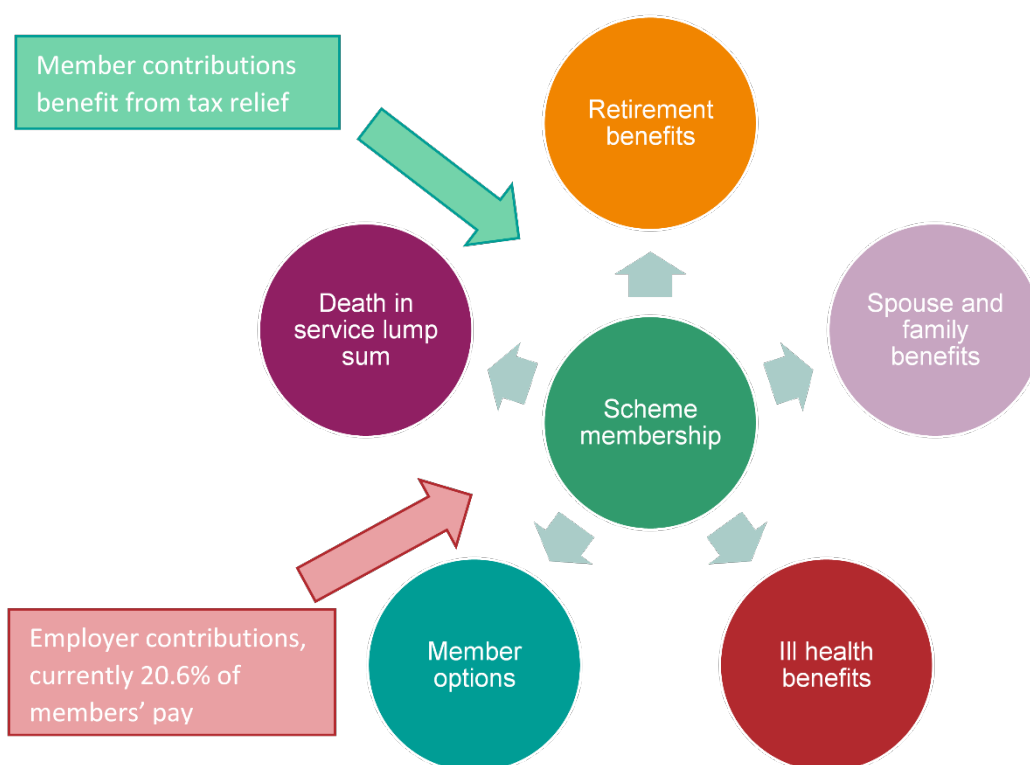 Member contributions
benefit from tax relief
Retirement
benefits
Death in
service lump
sum
Spouse and
family
benefits
Scheme
membership
Employer contributions,
currently 20.6% of
members’ pay
Member
options
Ill health
benefits